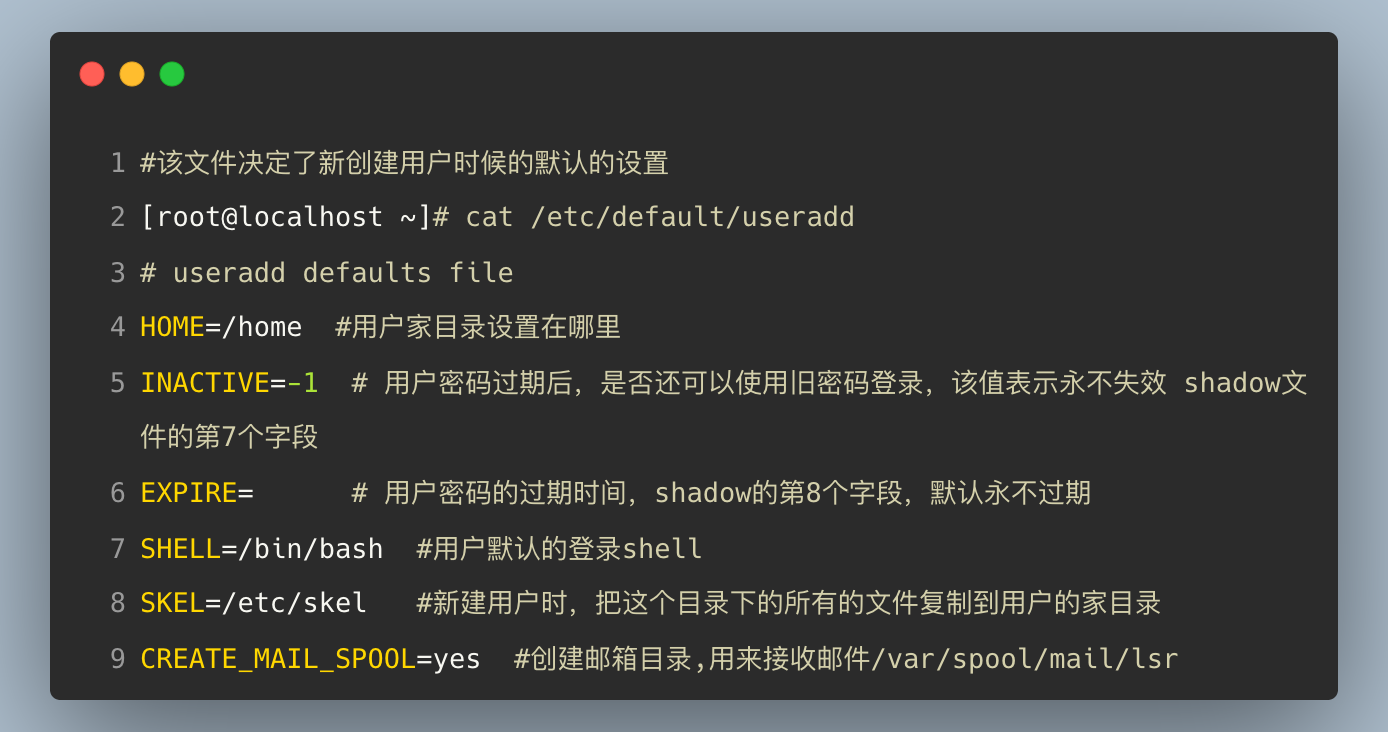 1 #该文件决定了新创建用户时候的默认的设置
2 [root@localhost ~]# cat /etc/default/useradd
3 # useradd defaults file
4 HOME=/home  #用户家目录设置在哪里
5 INACTIVE=-1  # 用户密码过期后，是否还可以使用旧密码登录，该值表示永不失效 shadow文
件的第7个字段
6 EXPIRE=      # 用户密码的过期时间，shadow的第8个字段，默认永不过期
7 SHELL=/bin/bash  #用户默认的登录shell
8 SKEL=/etc/skel   #新建用户时，把这个目录下的所有的文件复制到用户的家目录
9 CREATE_MAIL_SPOOL=yes  #创建邮箱目录,用来接收邮件/var/spool/mail/lsr